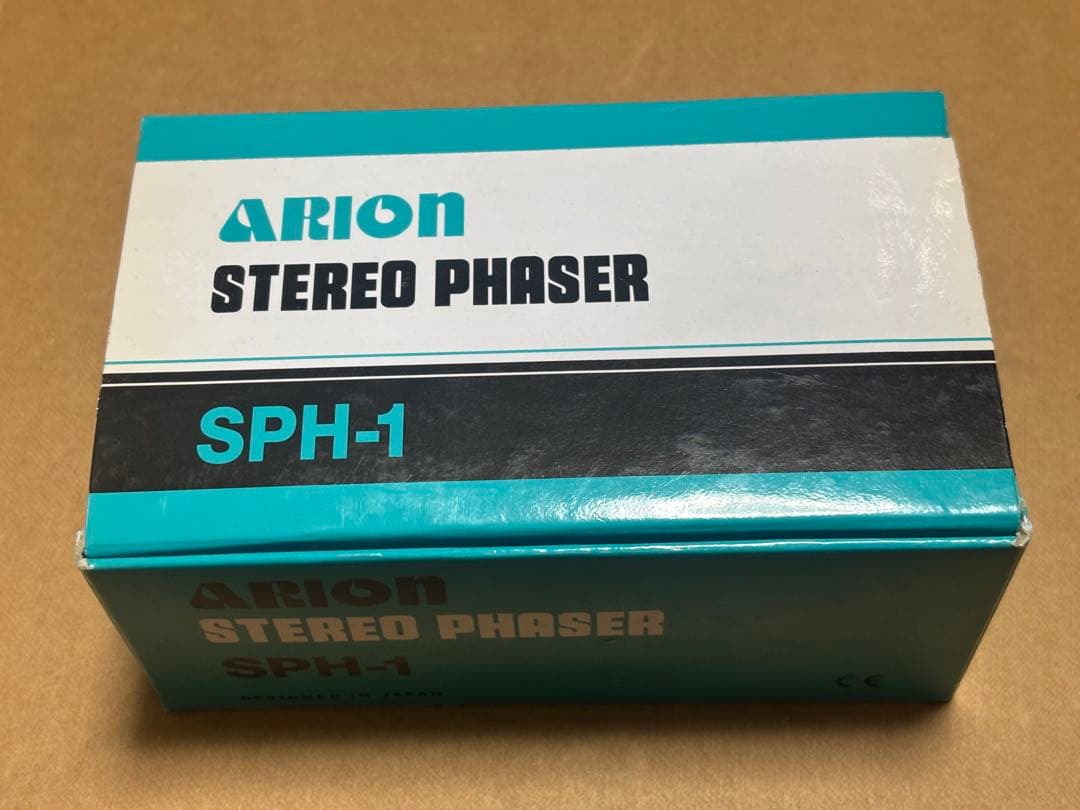 ARION
STEREO PHASER
SPH-1
ARION
STEREO PHASER
SPH-1
DESIGNED IN JAPAN
CE